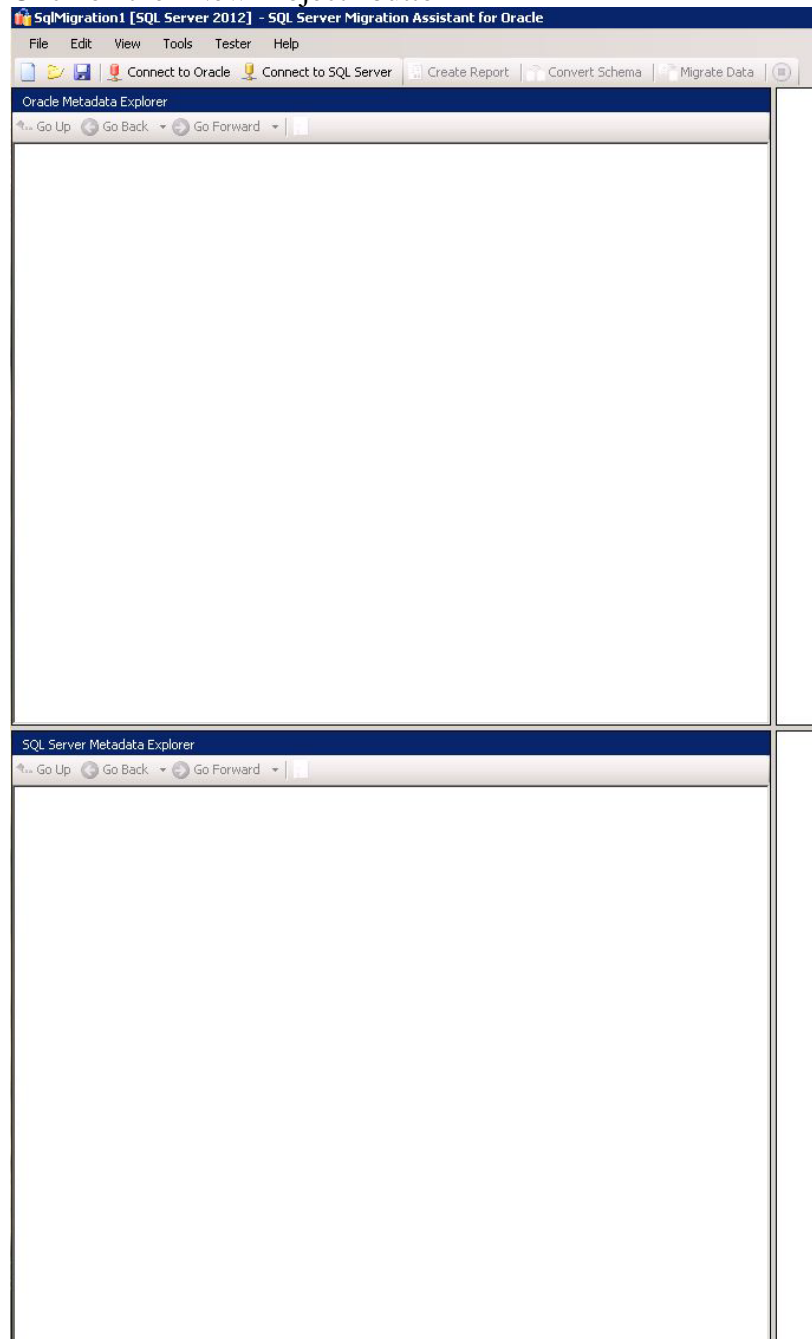 SqlMigration1 [SQL Server 2012] - SQL Server Migration Assistant for Oracle
File Edit View Tools Tester Help
Connect to Oracle Connect to SQL Server Create Report Convert Schema Migrate Data
Oracle Metadata Explorer
Go Up Go Back Go Forward
SQL Server Metadata Explorer
Go Up Go Back Go Forward